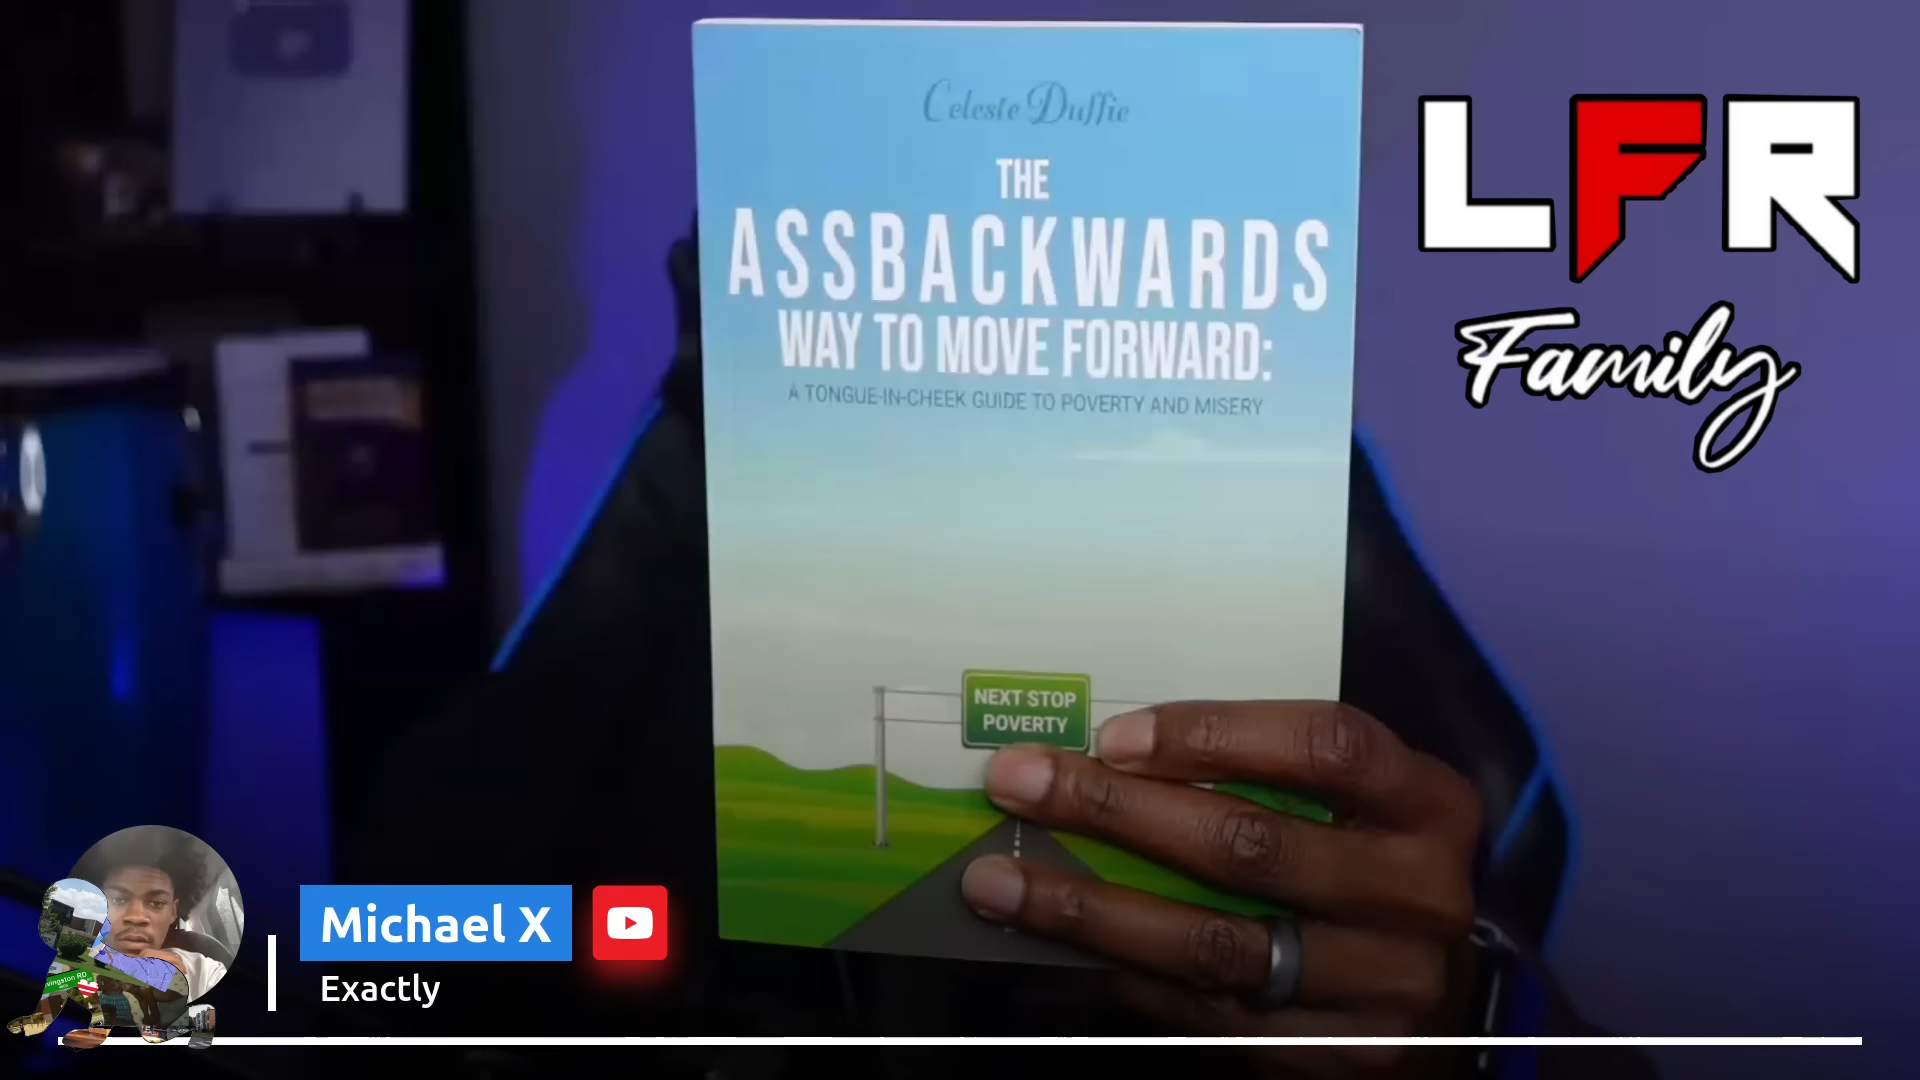 Celeste Duffie
THE
ASSBACKWARDS
WAY TO MOVE FORWARD:
A TONGUE-IN-CHEEK GUIDE TO POVERTY AND MISERY
NEXT STOP
POVERTY
LFR
Family
Michael X
Exactly